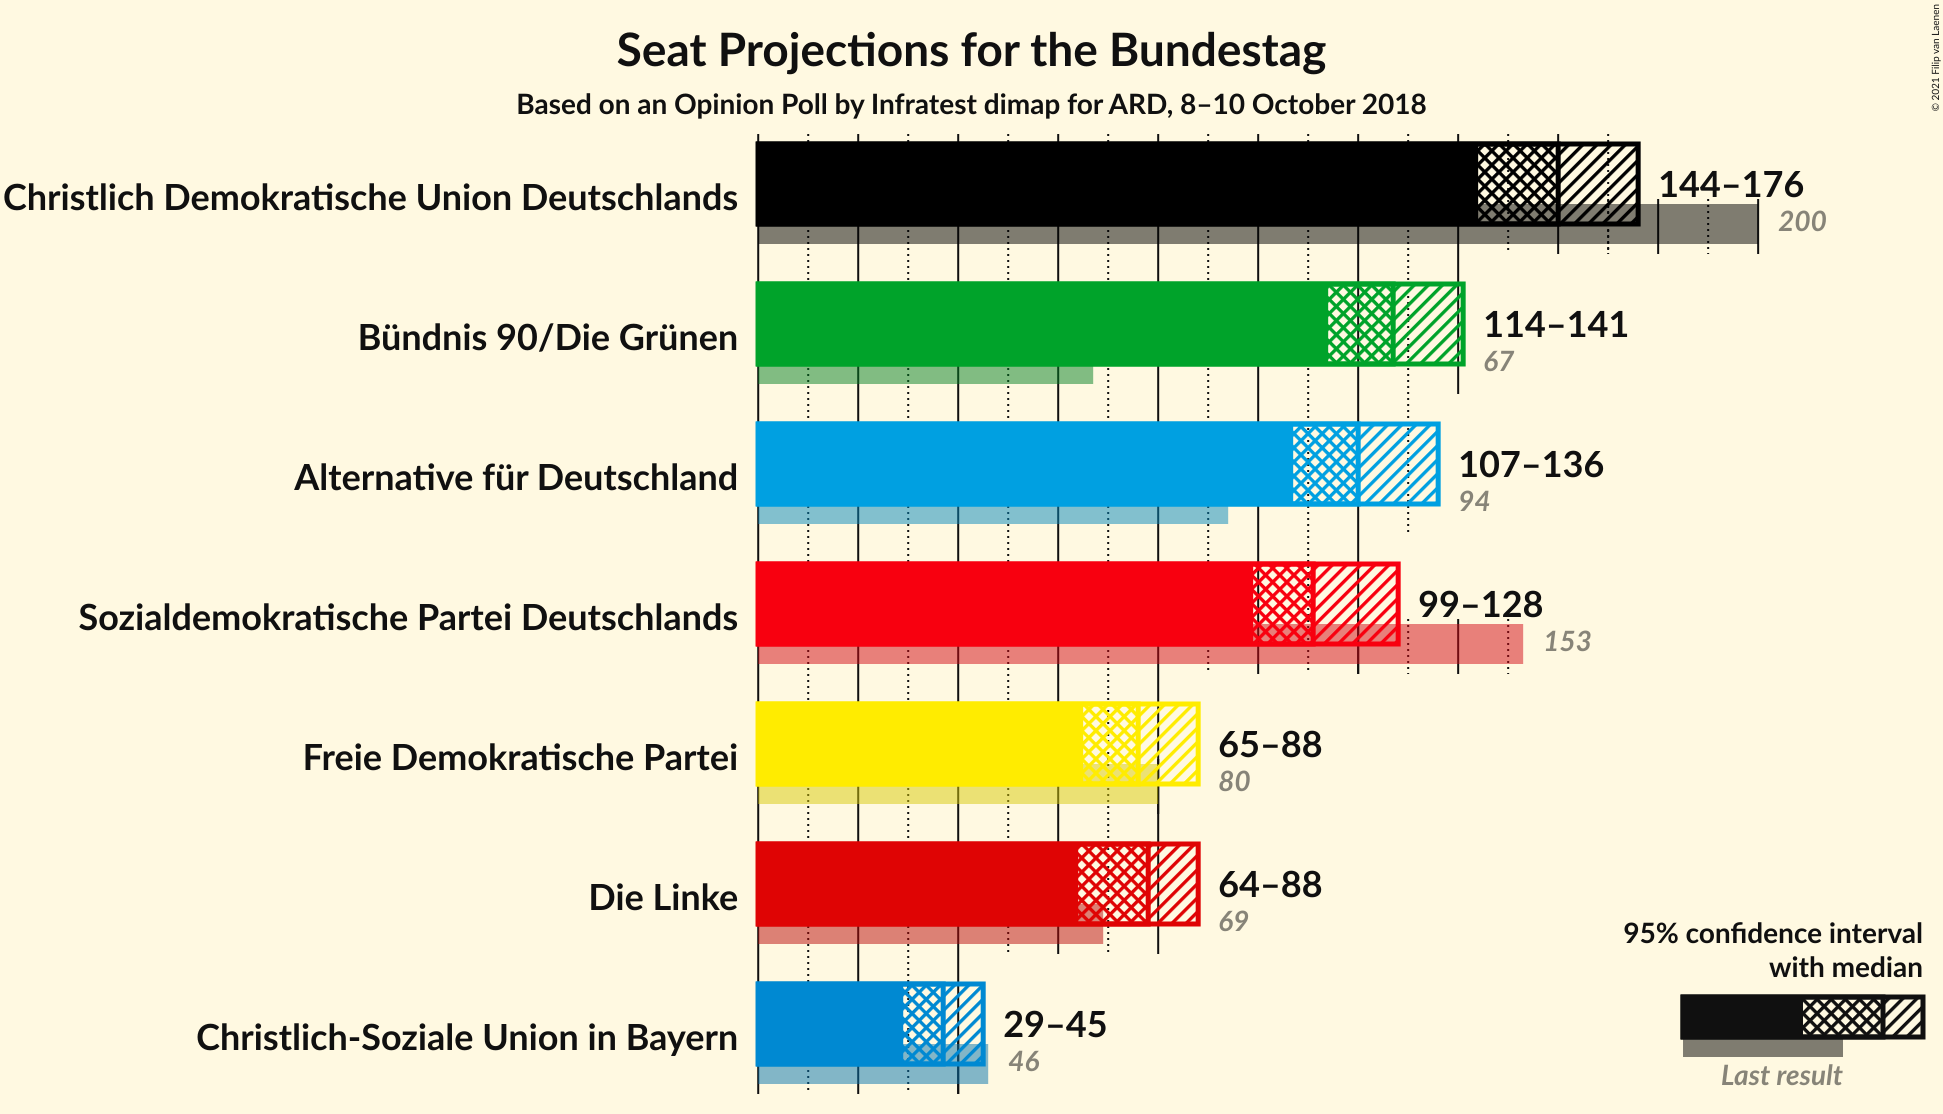 Seat Projections for the Bundestag
Based on an Opinion Poll by Infratest dimap for ARD, 8–10 October 2018
© 2021 Filip van Laenen
Christlich Demokratische Union Deutschlands
144–176
200
Bündnis 90/Die Grünen
114–141
67
Alternative für Deutschland
107–136
94
Sozialdemokratische Partei Deutschlands
99–128
153
Freie Demokratische Partei
65–88
80
Die Linke
64–88
69
Christlich-Soziale Union in Bayern
29–45
46
95% confidence interval
with median
Last result